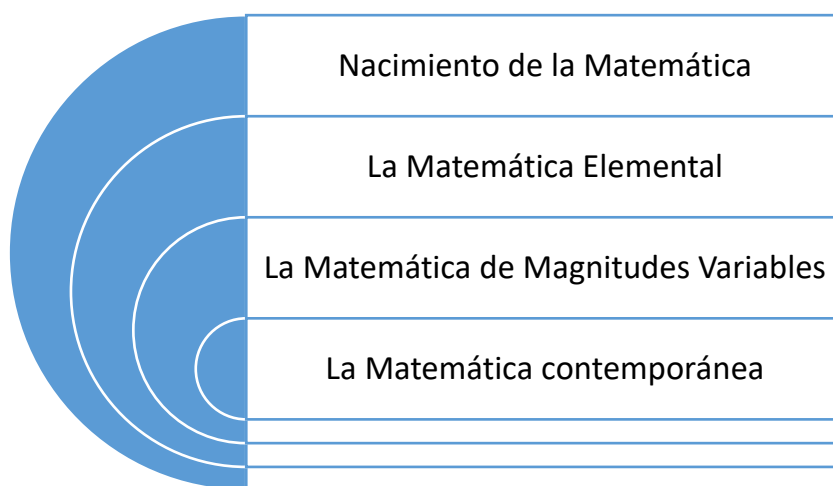 Nacimiento de la Matemática
La Matemática Elemental
La Matemática de Magnitudes Variables
La Matemática contemporánea